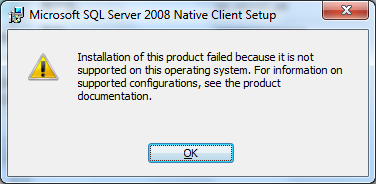 Microsoft SQL Server 2008 Native Client Setup
Installation of this product failed because it is not
supported on this operating system. For information on
supported configurations, see the product
documentation.
OK